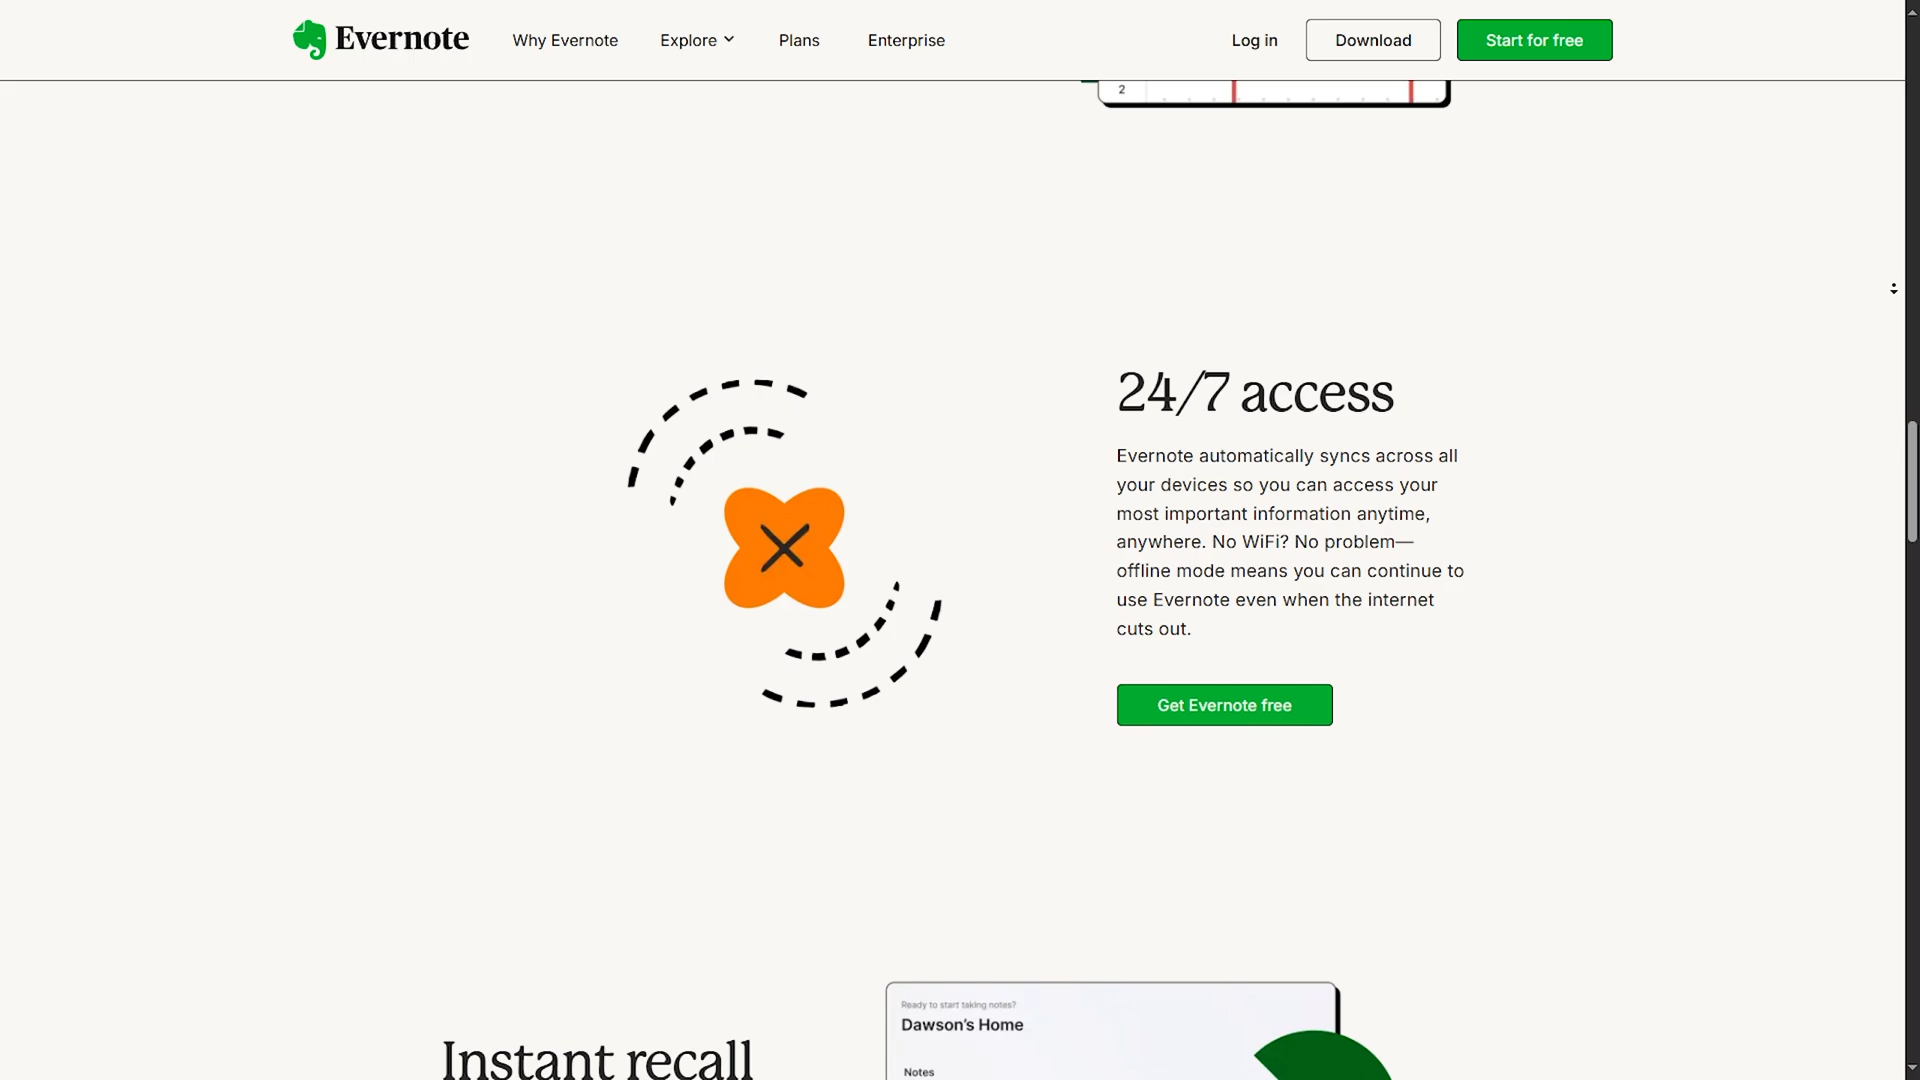 Evernote
Why Evernote
Explore
Plans
Enterprise
Log in
Download
Start for free
2
24/7 access
Evernote automatically syncs across all
your devices so you can access your
most important information anytime,
anywhere. No WiFi? No problem—
offline mode means you can continue to
use Evernote even when the internet
cuts out.
Get Evernote free
Ready to start taking notes?
Dawson's Home
Notes
Instant recall